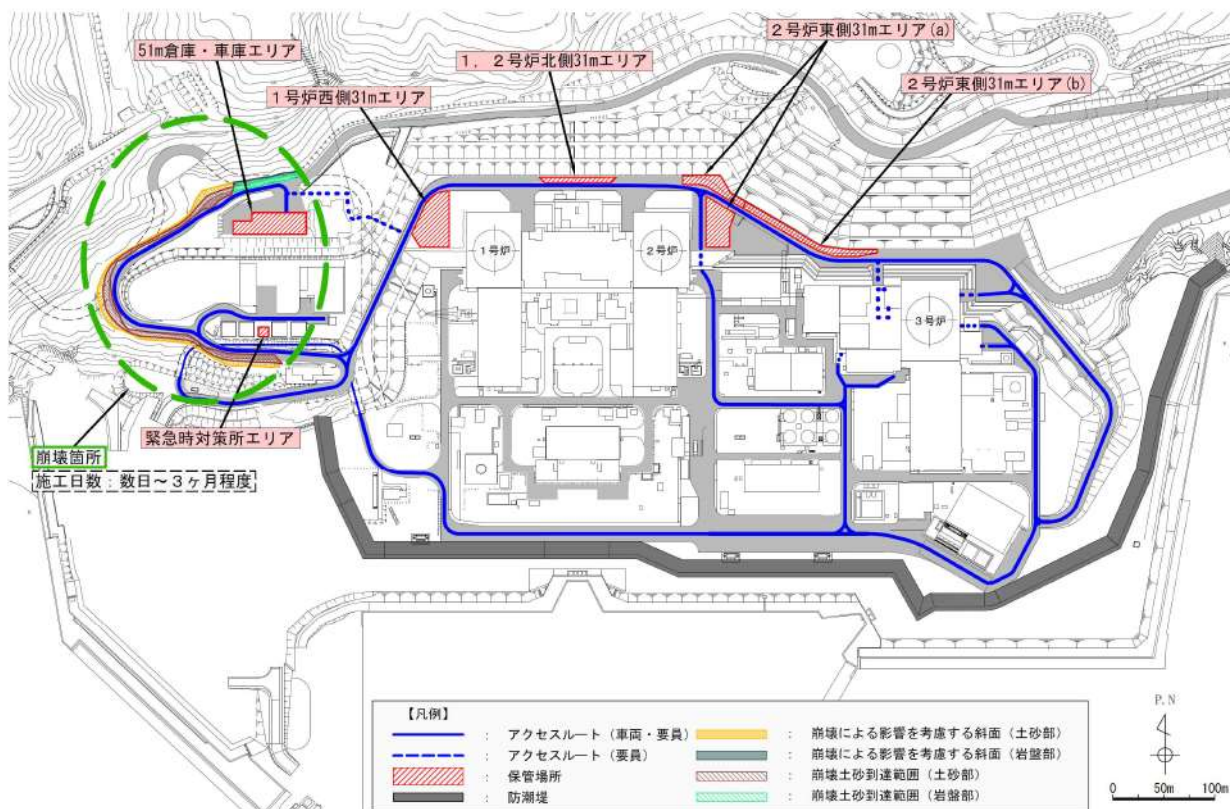 51m倉庫・車庫エリア
1号炉西側31mエリア
1,2号炉北側31mエリア
2号炉東側31mエリア(a)
2号炉東側31mエリア(b)
1号炉
2号炉
3号炉
緊急時対策所エリア
崩壊箇所
施工日数:数日~3ヶ月程度
【凡例】
: アクセスルート(車両・要員)
: アクセスルート(要員)
: 保管場所
: 防潮堤
: 崩壊による影響を考慮する斜面(土砂部)
: 崩壊による影響を考慮する斜面(岩盤部)
: 崩壊土砂到達範囲(土砂部)
: 崩壊土砂到達範囲(岩盤部)
P.N
0 50m 100m